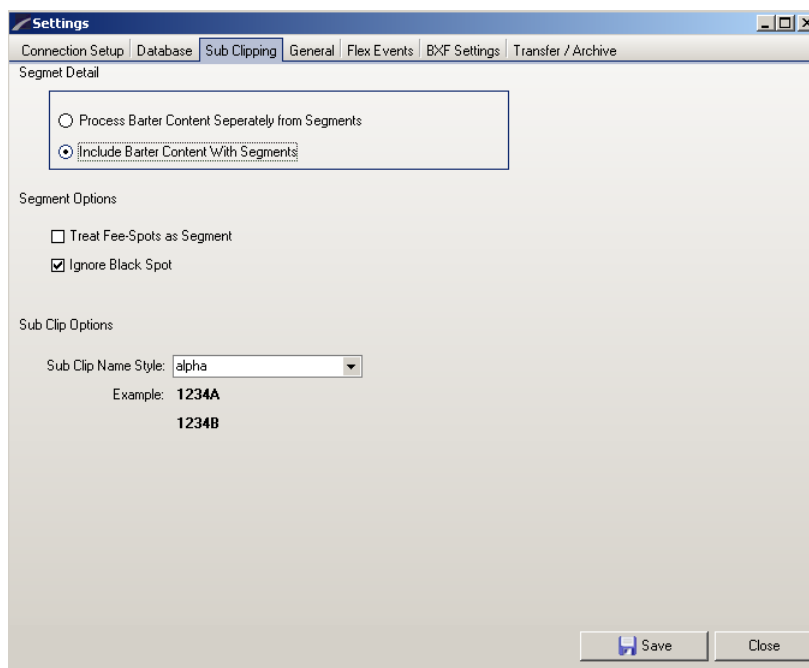 Settings
Connection Setup Database Sub Clipping General Flex Events BXF Settings Transfer / Archive
Segmet Detail
Process Barter Content Seperately from Segments
Include Barter Content With Segments
Segment Options
Treat Fee-Spots as Segment
Ignore Black Spot
Sub Clip Options
Sub Clip Name Style: alpha
Example: 1234A
1234B
Save Close